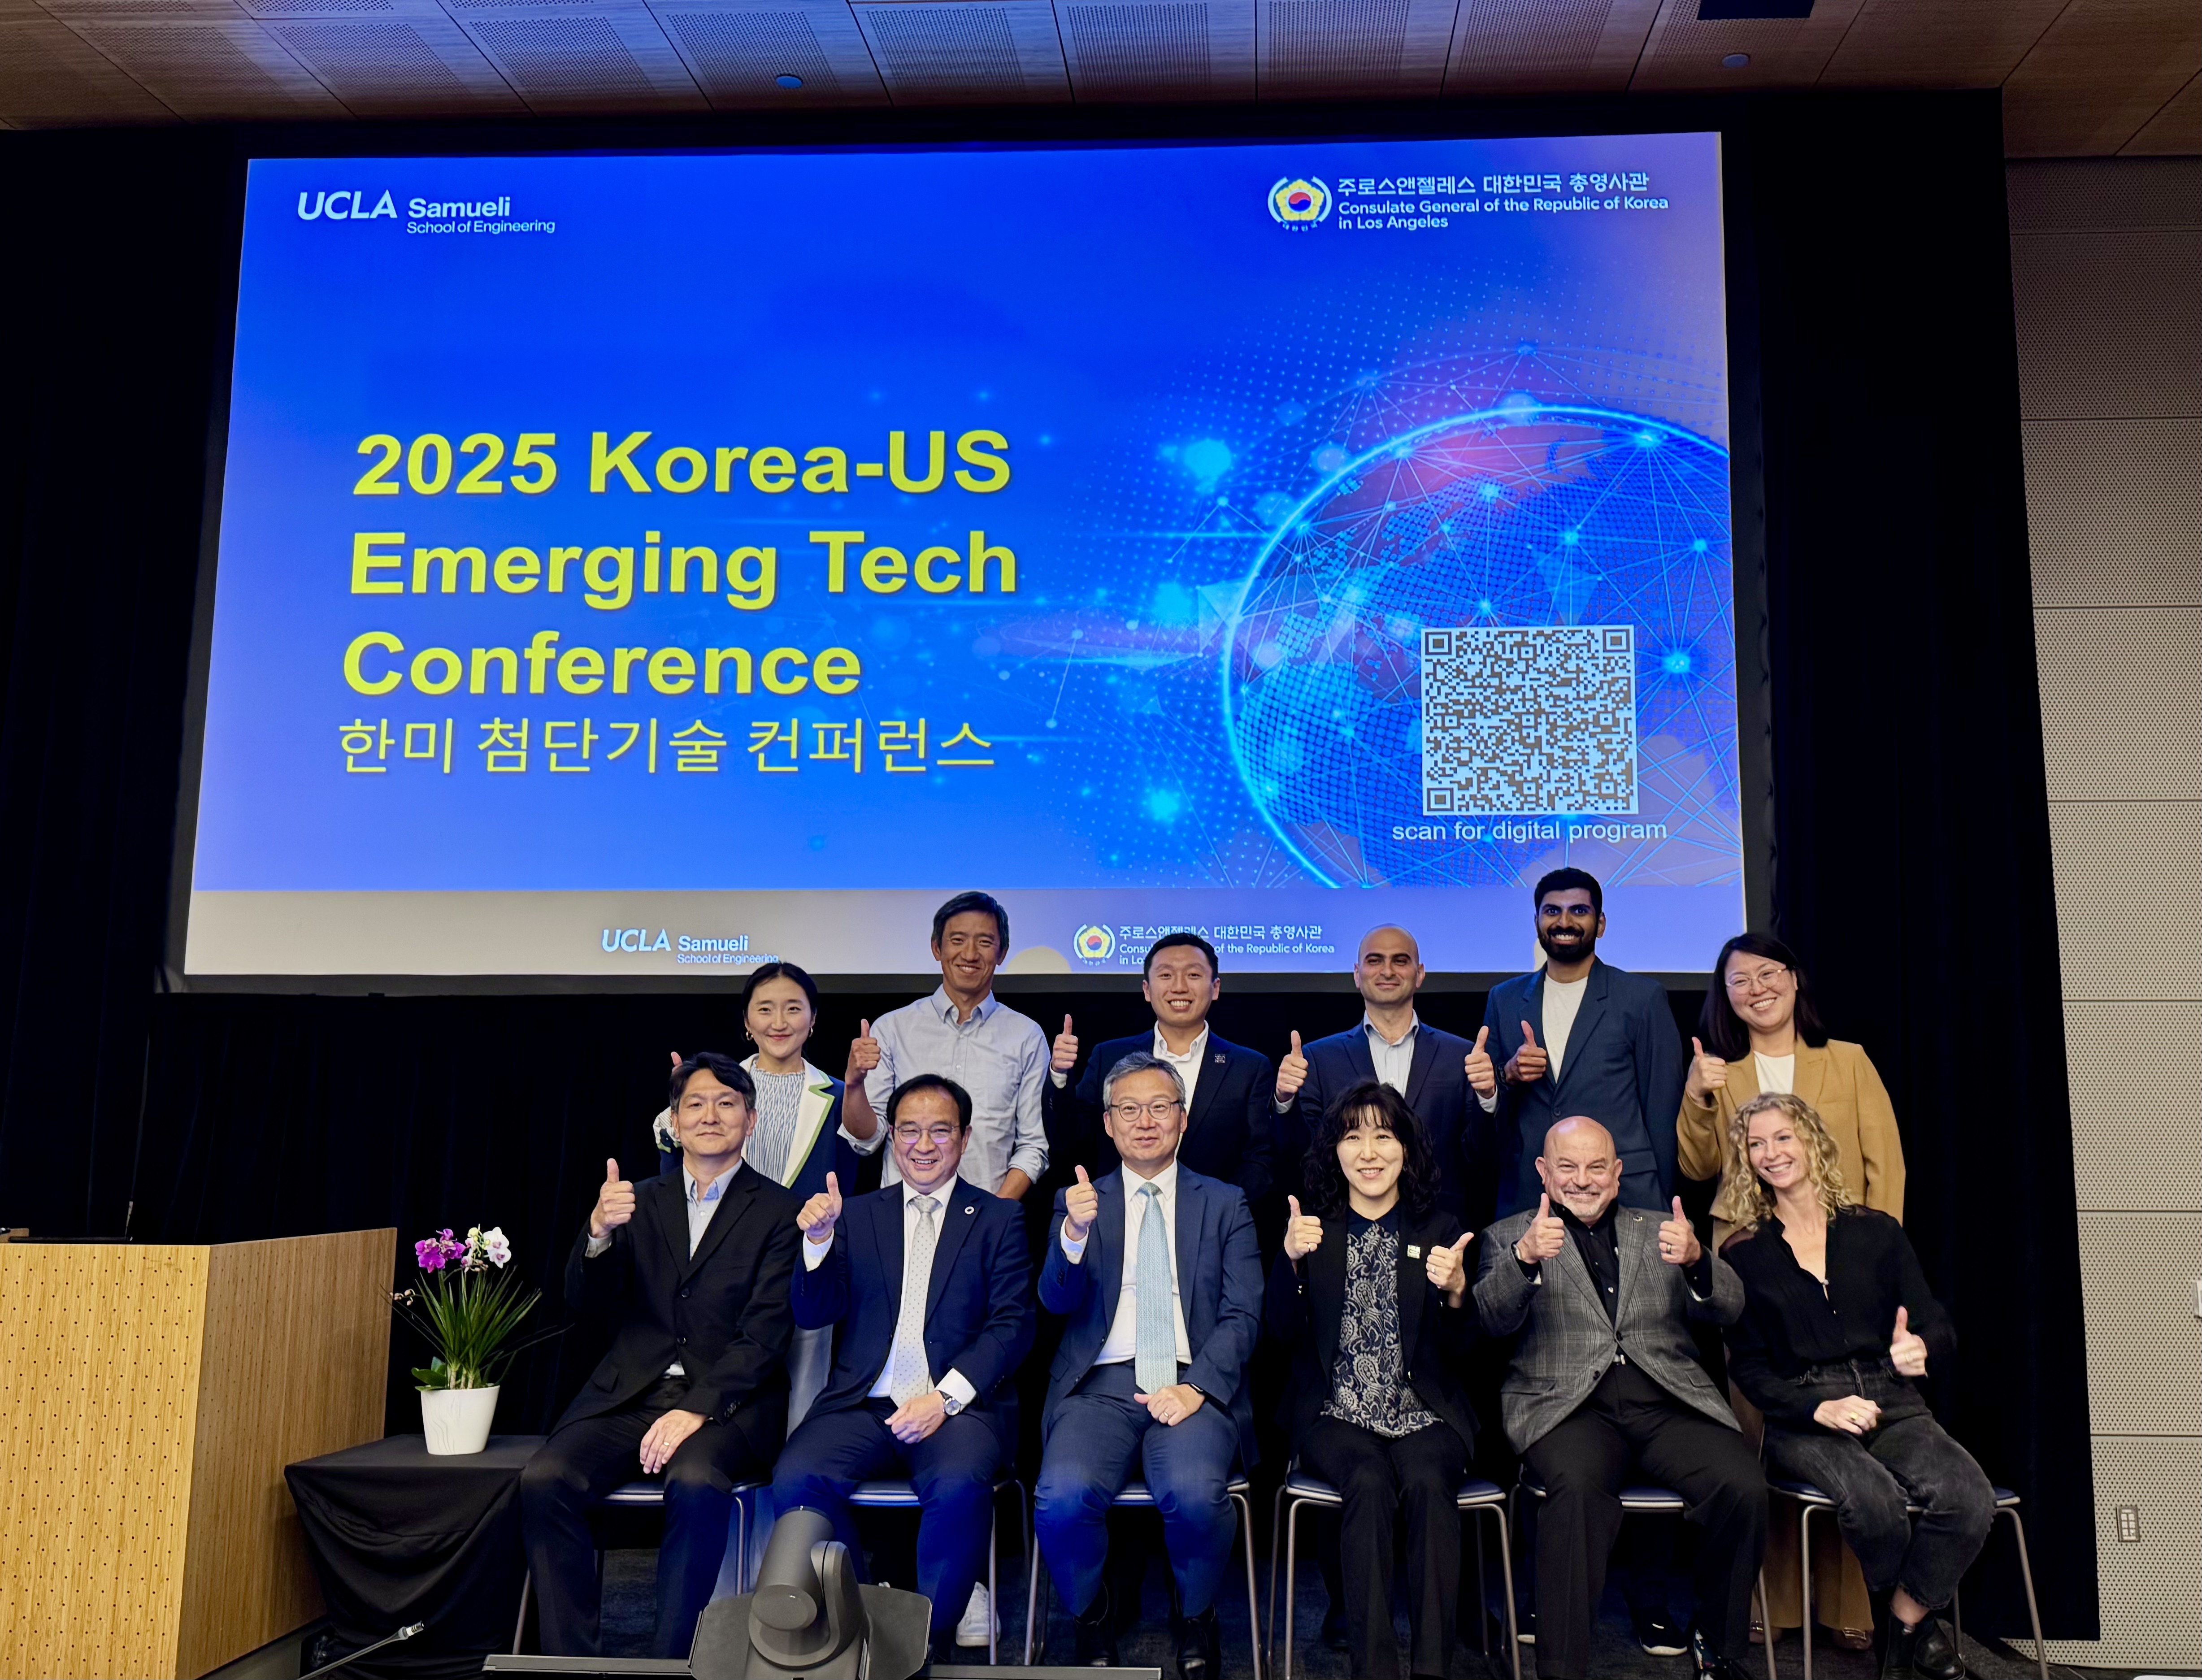 UCLA Samueli
School of Engineering
주로스앤젤레스 대한민국 총영사관
Consulate General of the Republic of Korea
in Los Angeles
2025 Korea-US
Emerging Tech
Conference
한미 첨단기술 컨퍼런스
scan for digital program
UCLA Samueli
School of Engineering
주로스앤젤레스 대한민국 총영사관
of the Republic of Korea
in